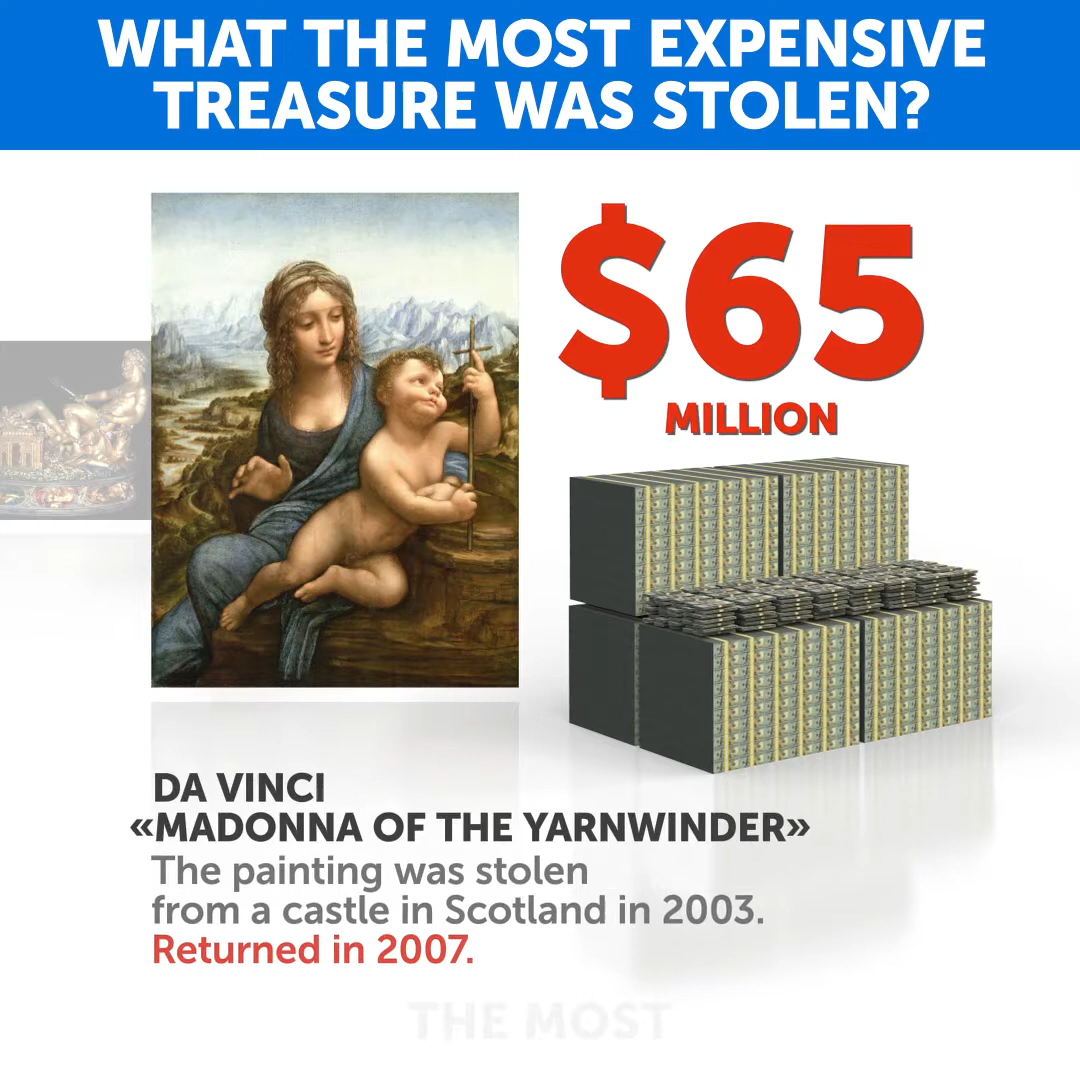 WHAT THE MOST EXPENSIVE
TREASURE WAS STOLEN?
$65
MILLION
DA VINCI
«MADONNA OF THE YARNWINDER»
The painting was stolen
from a castle in Scotland in 2003.
Returned in 2007.
THE MOST